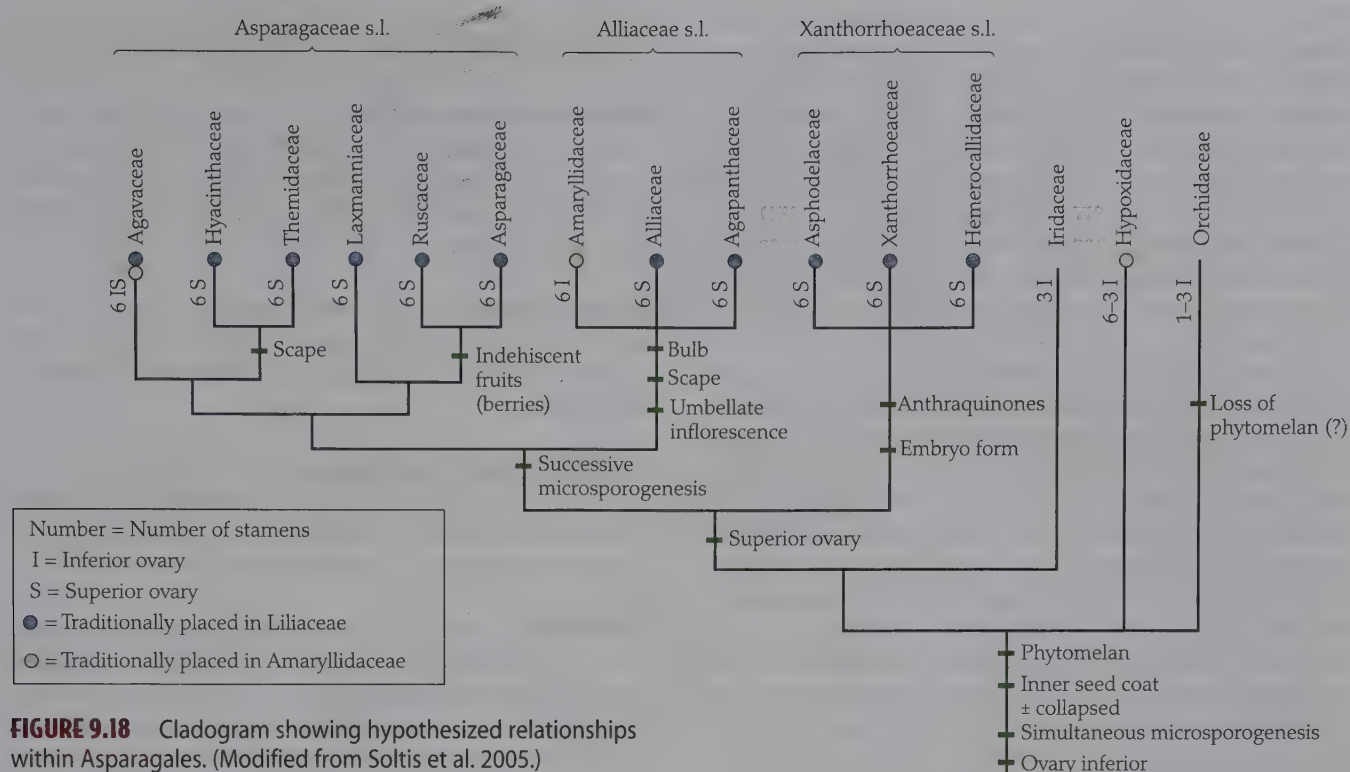 Asparagaceae s.l.
Alliaceae s.l.
Xanthorrhoeaceae s.l.
Agavaceae
Hyacinthaceae
Themidaceae
Laxmanniaceae
Ruscaceae
Asparagaceae
Amaryllidaceae
Alliaceae
Agapanthaceae
Asphodelaceae
Xanthorrhoeaceae
Hemerocallidaceae
Iridaceae
Hypoxidaceae
Orchidaceae
6 IS
6 S
6 S
6 S
6 S
6 S
6 I
6 S
6 S
6 S
6 S
6 S
3 I
6–3 I
1–3 I
Scape
Indehiscent
fruits
(berries)
Bulb
Scape
Umbellate
inflorescence
Anthraquinones
Embryo form
Loss of
phytomelan (?)
Successive
microsporogenesis
Superior ovary
Number = Number of stamens
I = Inferior ovary
S = Superior ovary
= Traditionally placed in Liliaceae
= Traditionally placed in Amaryllidaceae
Phytomelan
Inner seed coat
± collapsed
Simultaneous microsporogenesis
Ovary inferior
FIGURE 9.18 Cladogram showing hypothesized relationships
within Asparagales. (Modified from Soltis et al. 2005.)